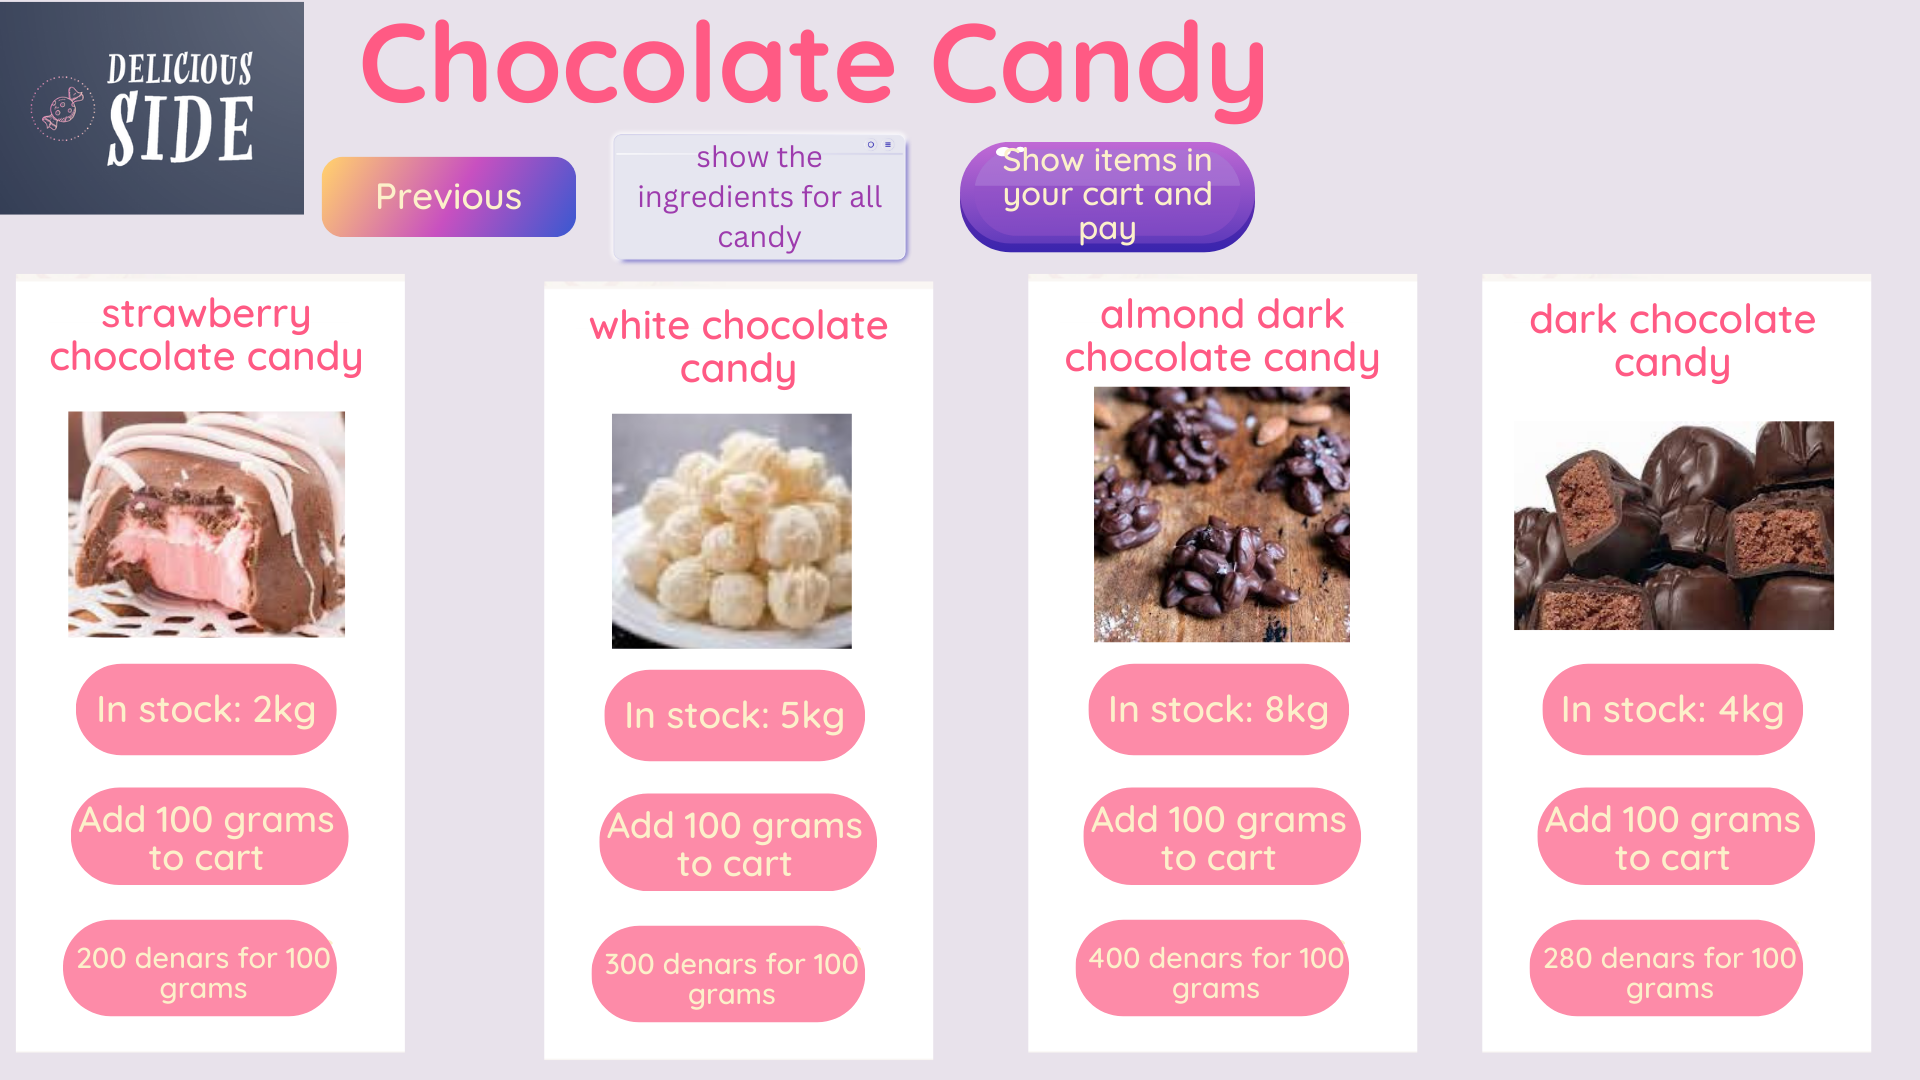 DELICIOUS
SIDE
Chocolate Candy
Previous
show the
ingredients for all
candy
Show items in
your cart and
pay
strawberry
chocolate candy
In stock: 2kg
Add 100 grams
to cart
200 denars for 100
grams
white chocolate
candy
In stock: 5kg
Add 100 grams
to cart
300 denars for 100
grams
almond dark
chocolate candy
In stock: 8kg
Add 100 grams
to cart
400 denars for 100
grams
dark chocolate
candy
In stock: 4kg
Add 100 grams
to cart
280 denars for 100
grams